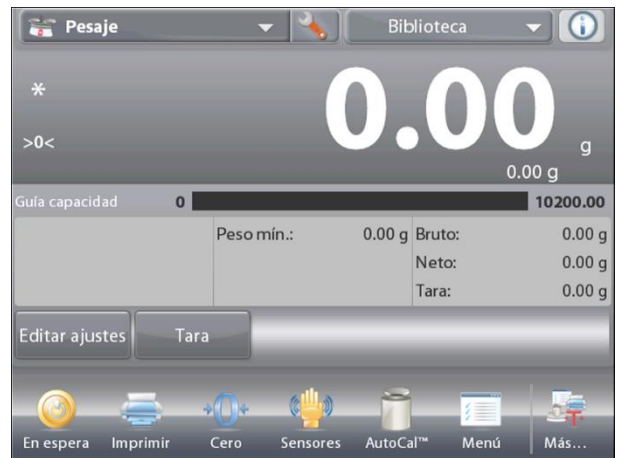 Pesaje Biblioteca
*
0.00 g
>0<
0.00 g
Guía capacidad 0 10200.00
Peso mín.: 0.00 g Bruto: 0.00 g
Neto: 0.00 g
Tara: 0.00 g
Editar ajustes Tara
En espera Imprimir Cero Sensores AutoCal™ Menú Más...